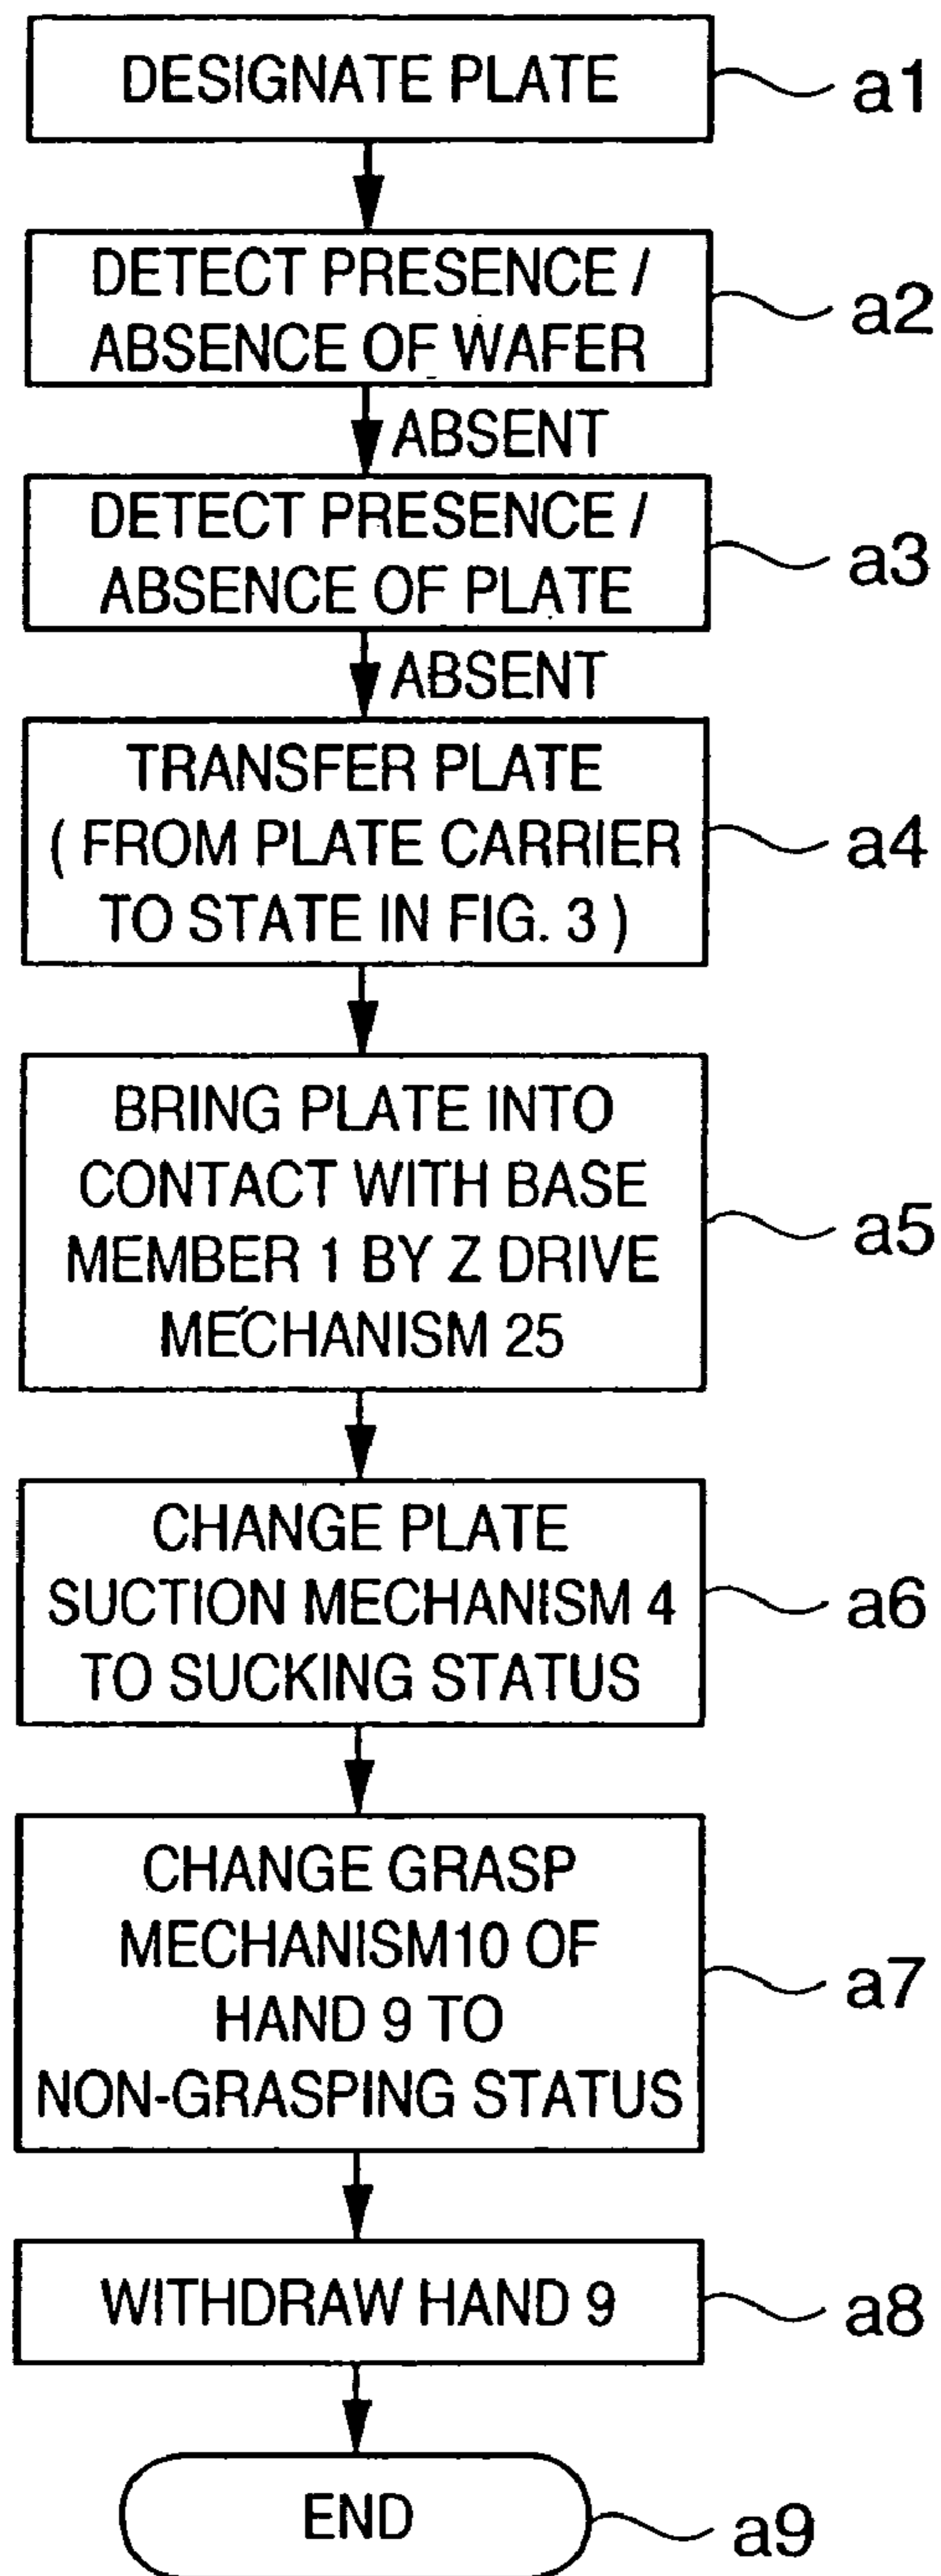 DESIGNATE PLATE
a1
DETECT PRESENCE /
ABSENCE OF WAFER
a2
ABSENT
DETECT PRESENCE /
ABSENCE OF PLATE
a3
ABSENT
TRANSFER PLATE
( FROM PLATE CARRIER
TO STATE IN FIG. 3 )
a4
BRING PLATE INTO
CONTACT WITH BASE
MEMBER 1 BY Z DRIVE
MECHANISM 25
a5
CHANGE PLATE
SUCTION MECHANISM 4
TO SUCKING STATUS
a6
CHANGE GRASP
MECHANISM10 OF
HAND 9 TO
NON-GRASPING STATUS
a7
WITHDRAW HAND 9
a8
END
a9